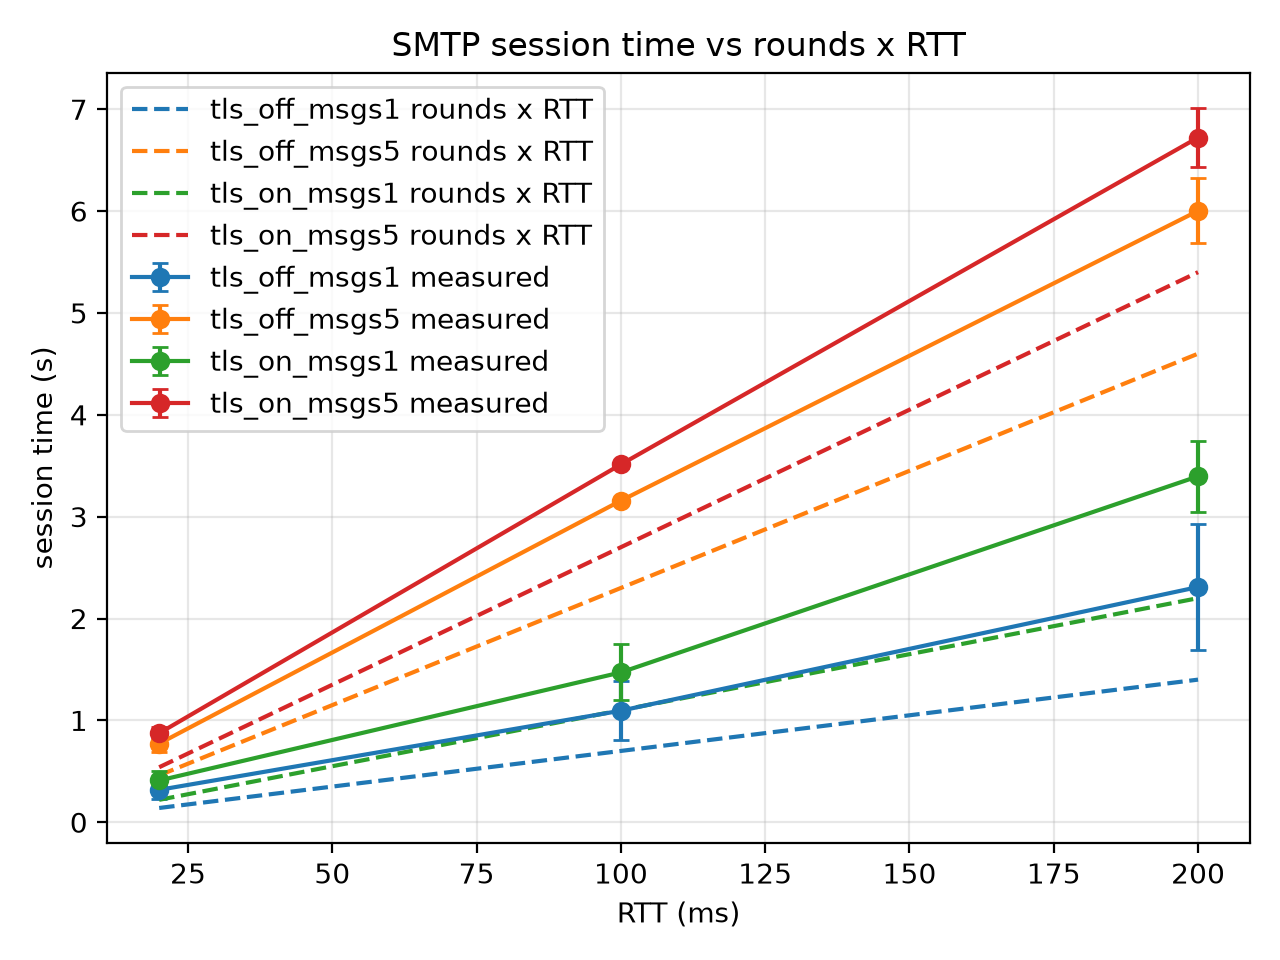 SMTP session time vs rounds x RTT
tls_off_msgs1 rounds x RTT
tls_off_msgs5 rounds x RTT
tls_on_msgs1 rounds x RTT
tls_on_msgs5 rounds x RTT
tls_off_msgs1 measured
tls_off_msgs5 measured
tls_on_msgs1 measured
tls_on_msgs5 measured
session time (s)
7
6
5
4
3
2
1
0
25 50 75 100 125 150 175 200
RTT (ms)